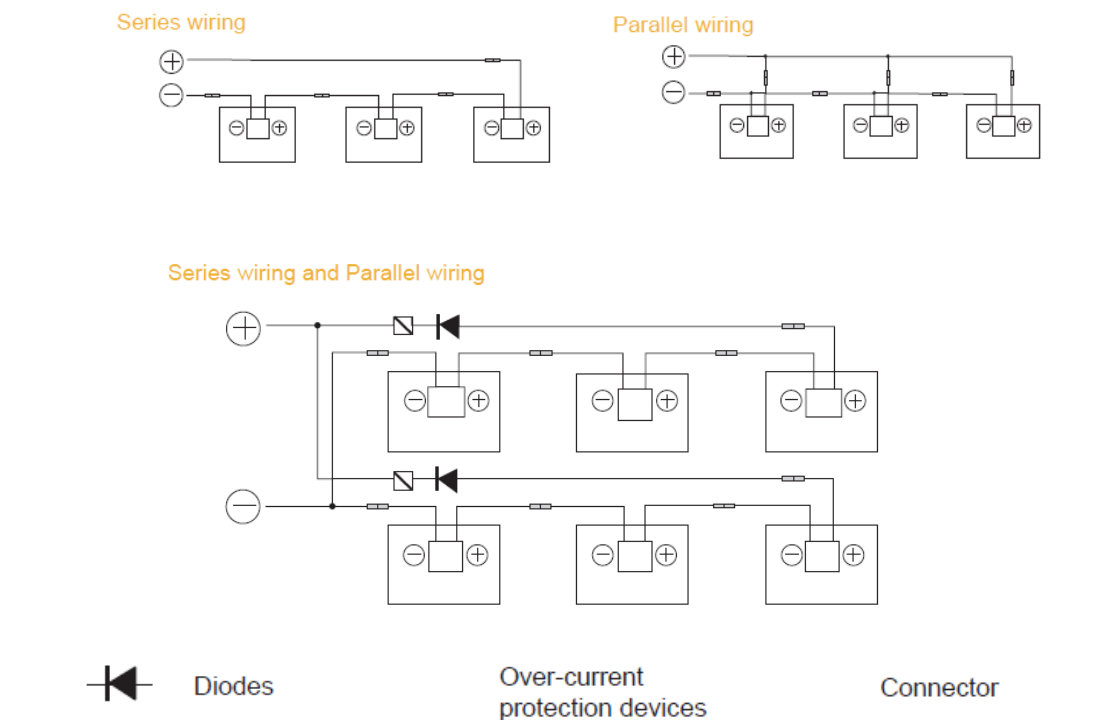 Series wiring
Parallel wiring
Series wiring and Parallel wiring
Diodes
Over-current
protection devices
Connector